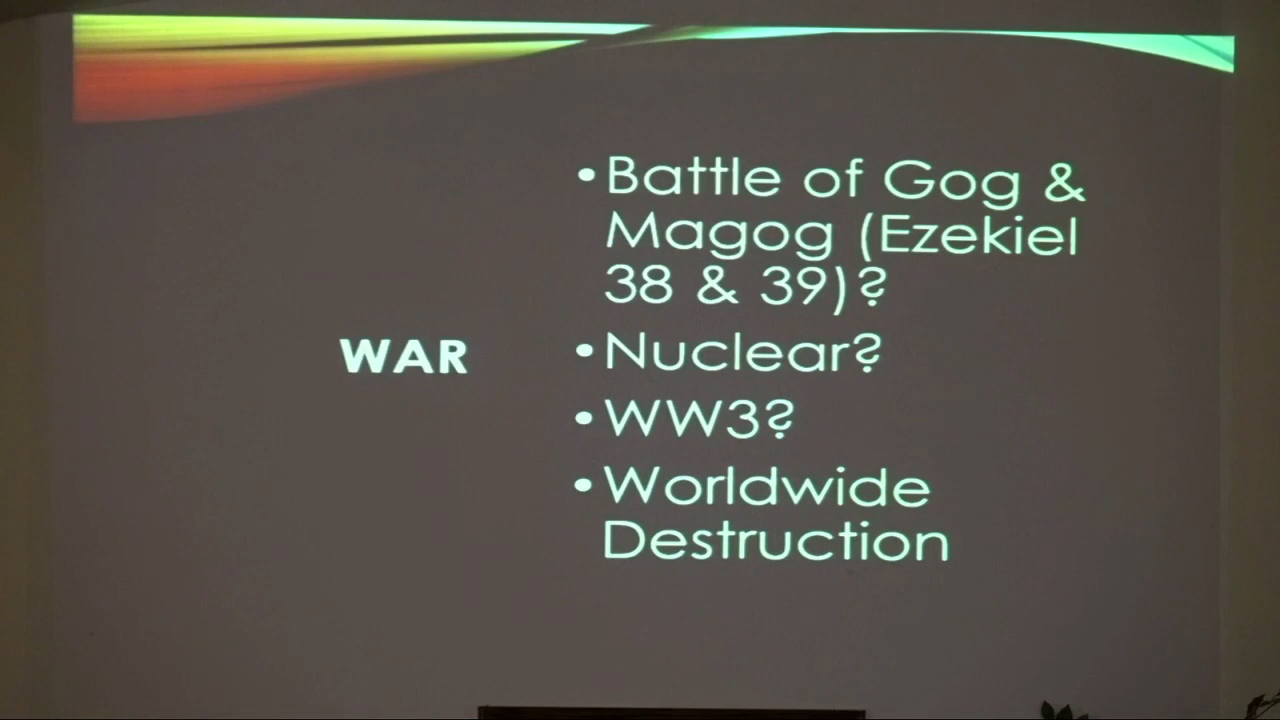 WAR
•Battle of Gog &
Magog (Ezekiel
38 & 39)?
•Nuclear?
•WW3?
•Worldwide
Destruction